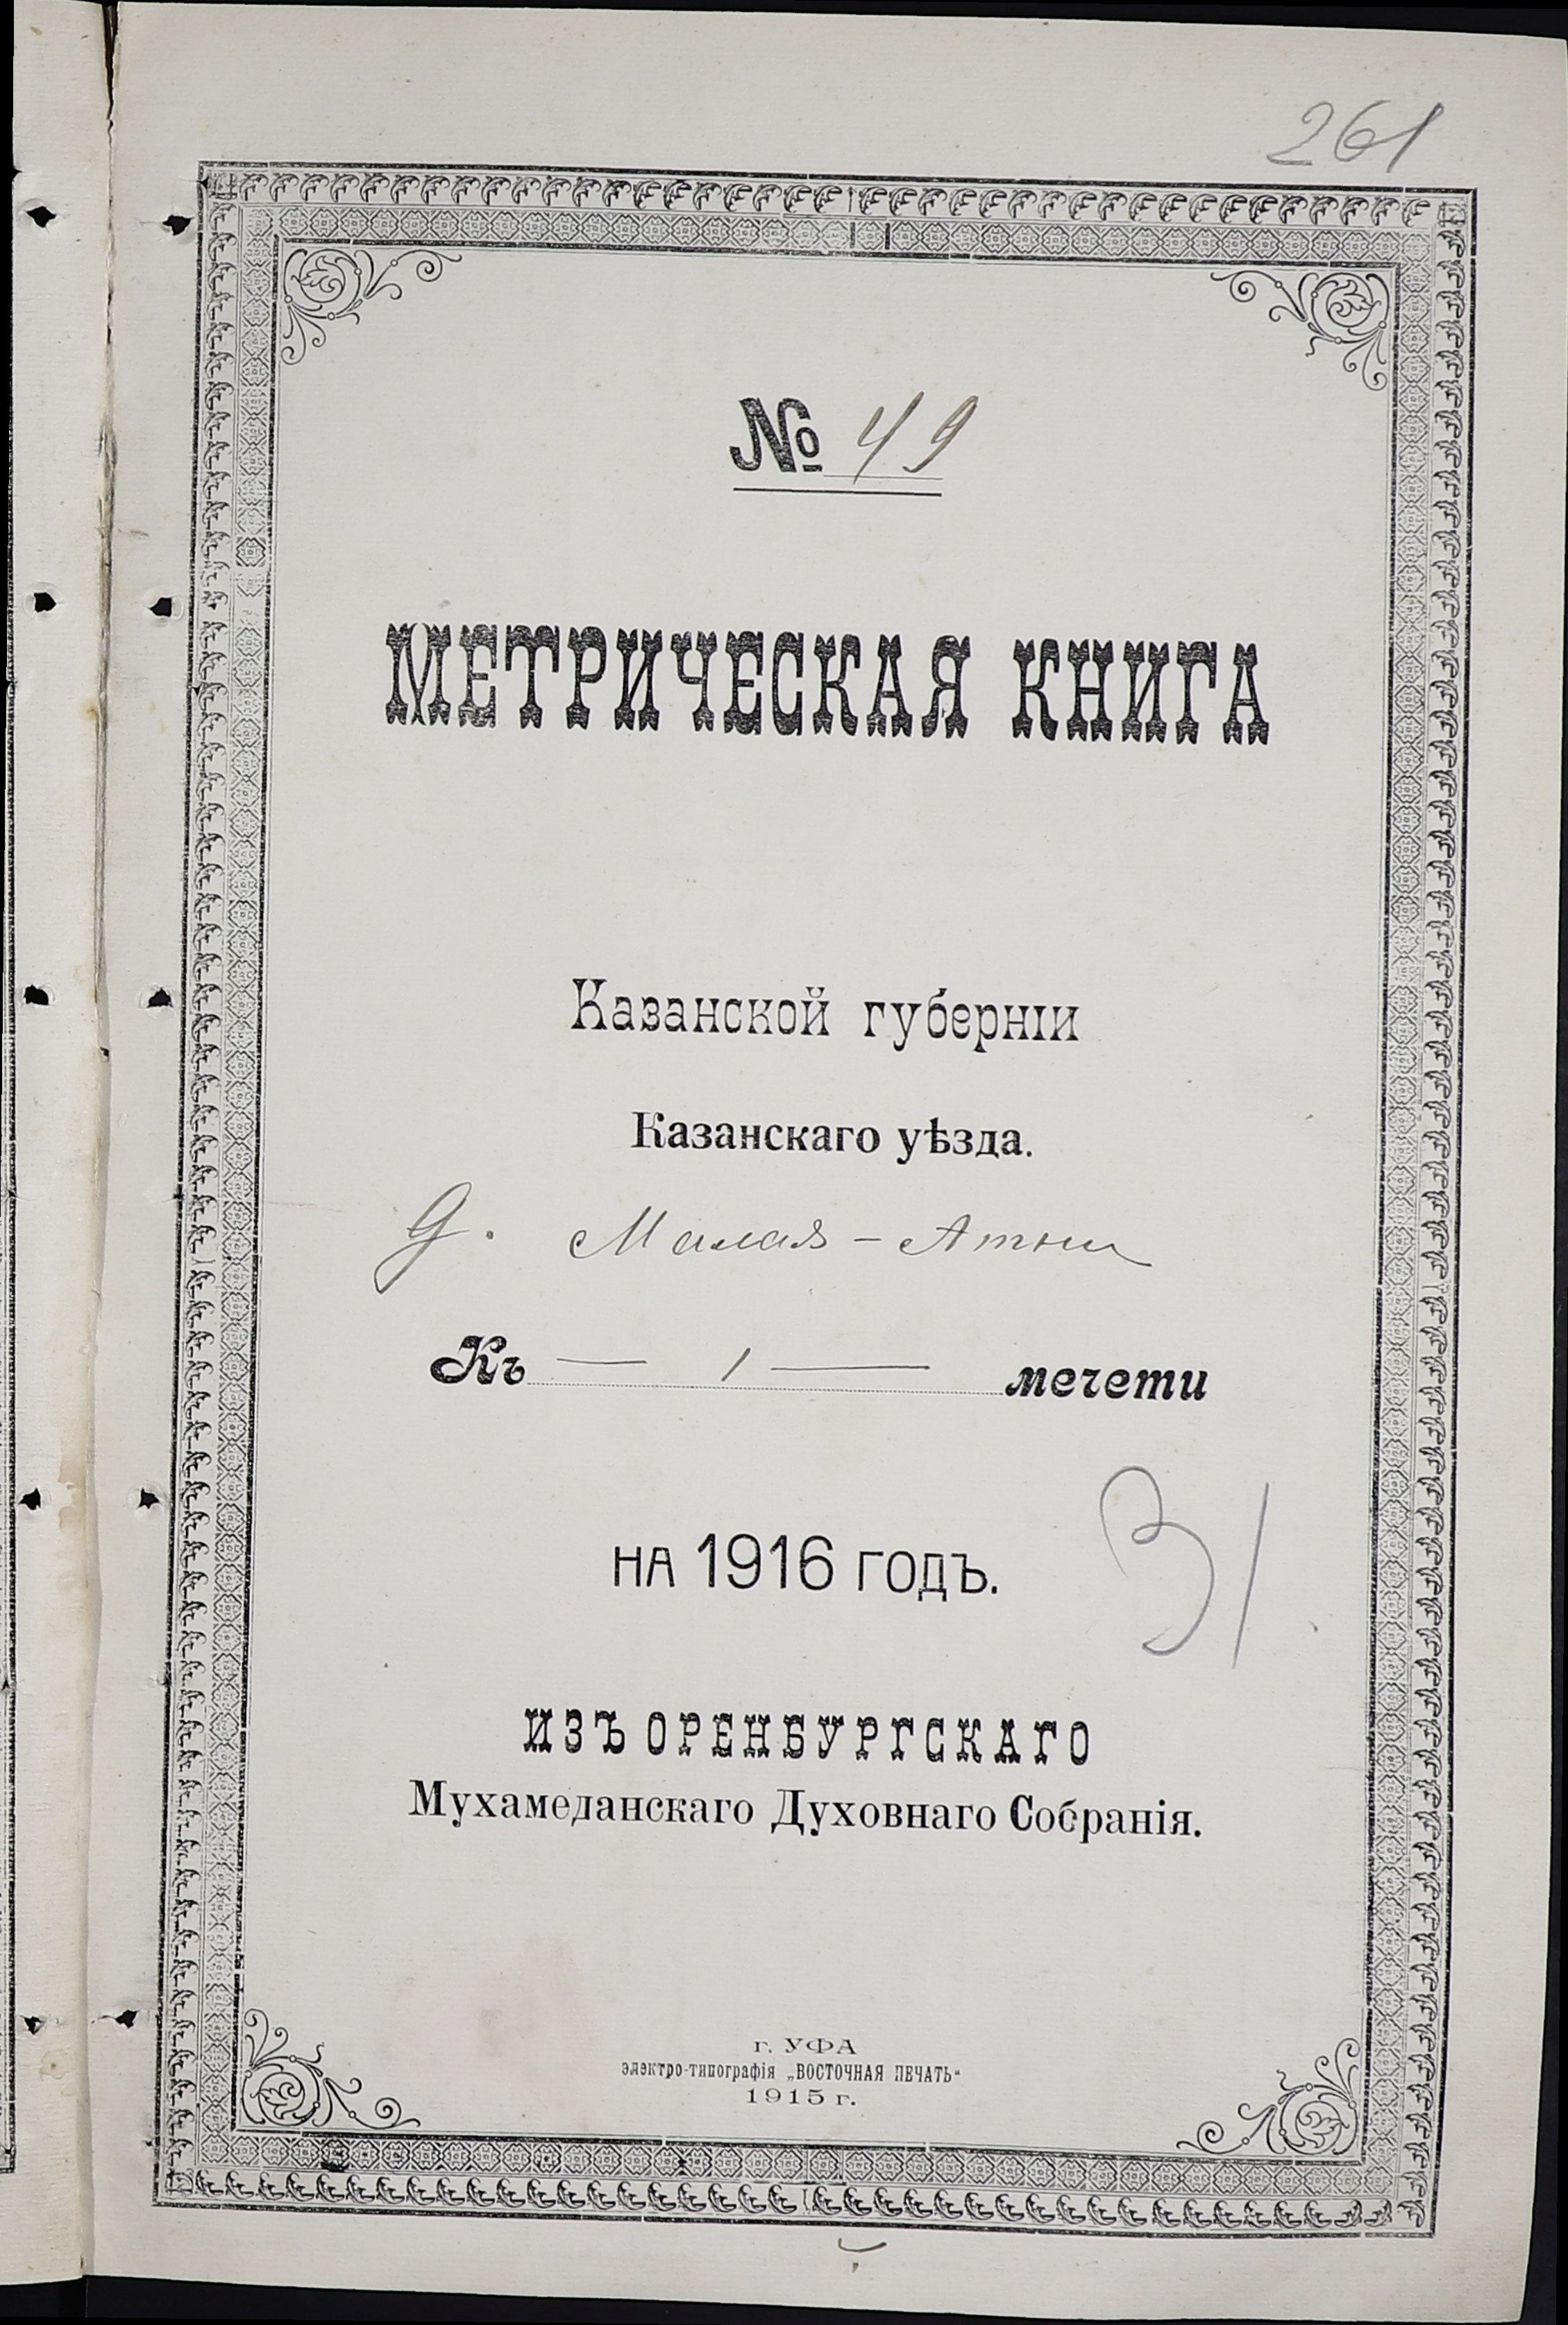 261
№ 49
МЕТРИЧЕСКАЯ КНИГА
Казанской губерніи
Казанскаго уѣзда.
д. Малая - Атни
Къ — 1 — мечети
НА 1916 ГОДЪ.
31
ИЗЪ ОРЕНБУРГСКАГО
Мухамеданскаго Духовнаго Собранія.
г. УФА
электро-типографія „ВОСТОЧНАЯ ПЕЧАТЬ“
1915 г.